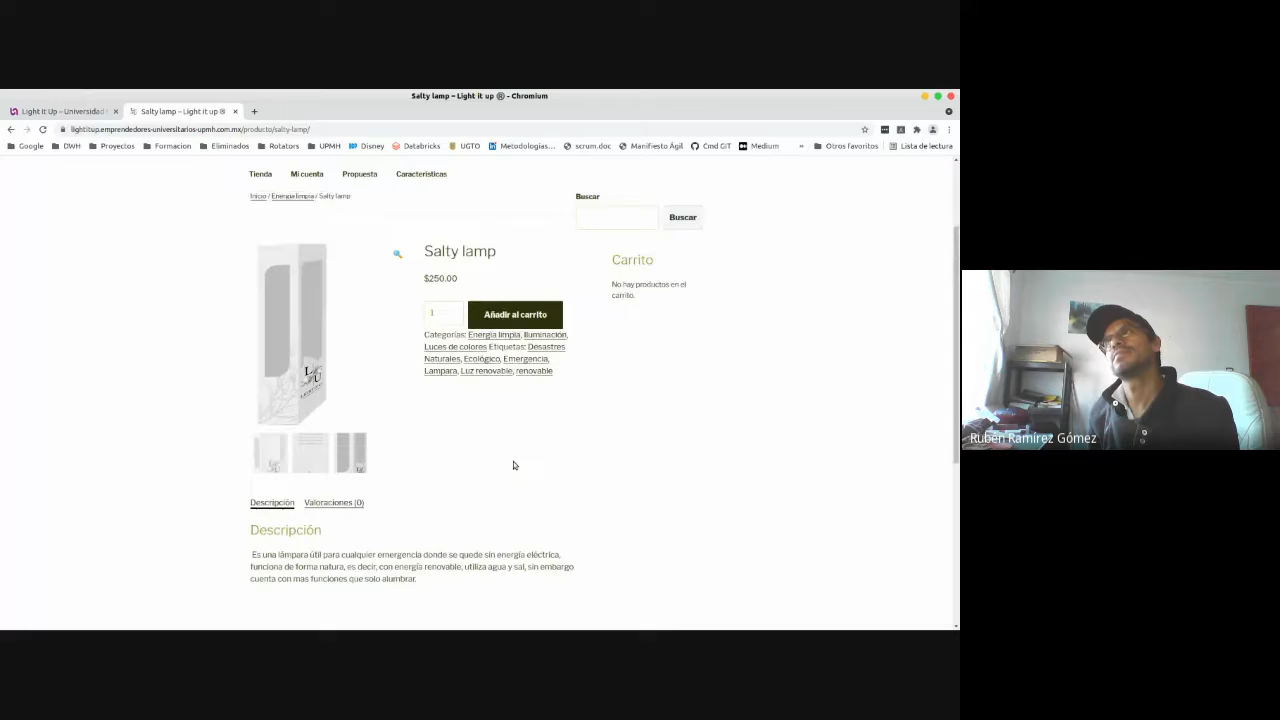 Salty lamp – Light it up ® - Chromium
Light It Up – Universidad
Salty lamp – Light it up ®
lightitup.emprendedores-universitarios-upmh.com.mx/producto/salty-lamp/
Google DWH Proyectos Formacion Eliminados Rotators UPMH Disney Databricks UGTO Metodologías... scrum.doc Manifiesto Ágil Cmd GIT Medium » Otros favoritos Lista de lectura
Tienda Mi cuenta Propuesta Características
Inicio / Energía limpia / Salty lamp
Buscar
Buscar
Salty lamp
$250.00
1
Añadir al carrito
Categorías: Energía limpia, Iluminación,
Luces de colores Etiquetas: Desastres
Naturales, Ecológico, Emergencia,
Lampara, Luz renovable, renovable
Carrito
No hay productos en el
carrito.
Descripción Valoraciones (0)
Descripción
Es una lámpara útil para cualquier emergencia donde se quede sin energía eléctrica,
funciona de forma natura, es decir, con energía renovable, utiliza agua y sal, sin embargo
cuenta con mas funciones que solo alumbrar.
Rubén Ramírez Gómez